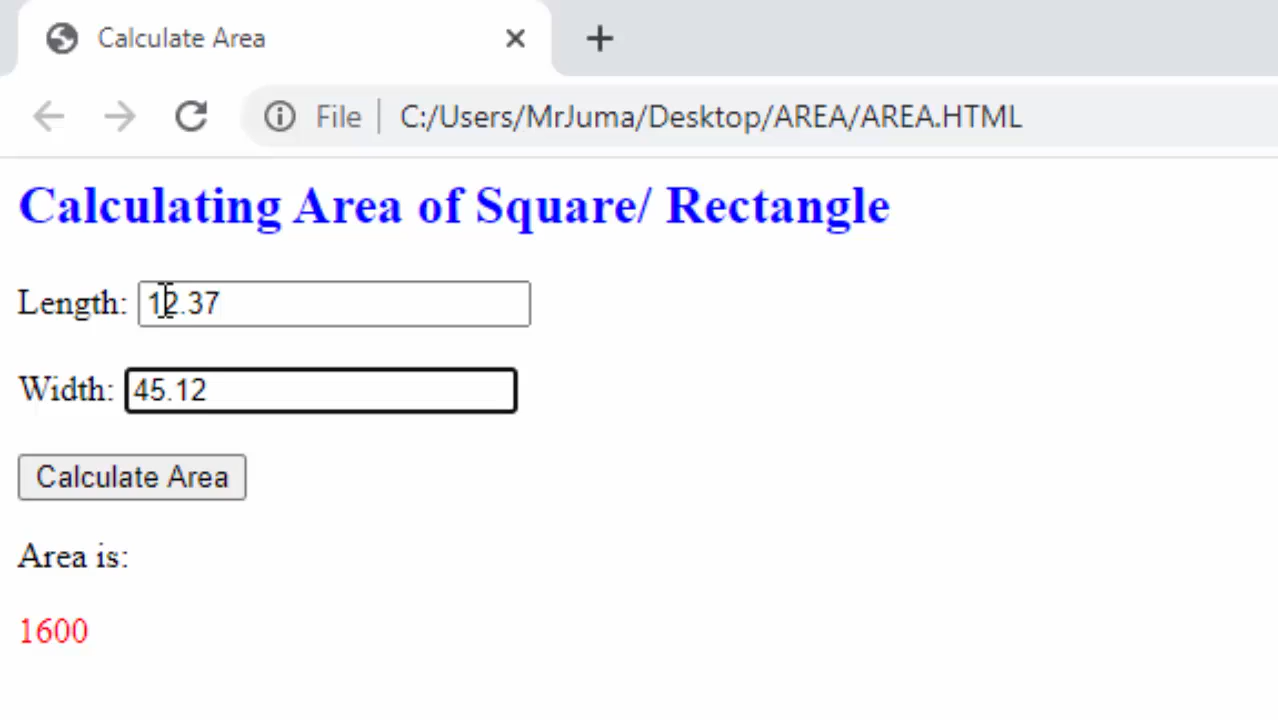 Calculate Area
File C:/Users/MrJuma/Desktop/AREA/AREA.HTML
Calculating Area of Square/ Rectangle
Length: 12.37
Width: 45.12
Calculate Area
Area is:
1600